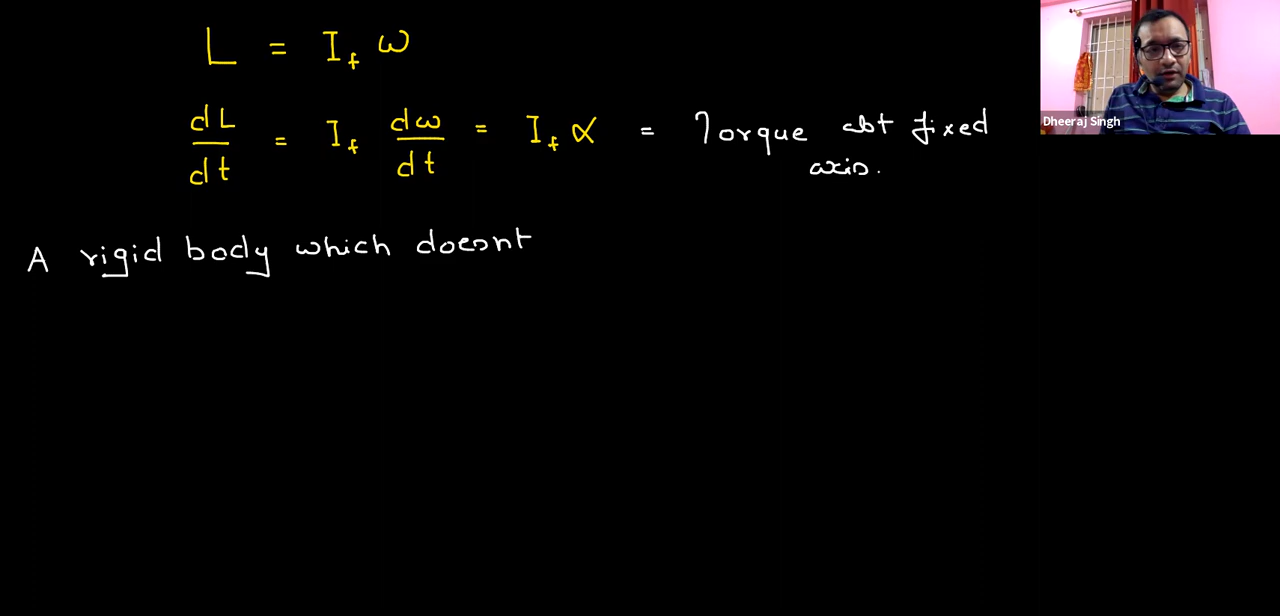 L = I_f ω
dL/dt = I_f dω/dt = I_f α = Torque abt fixed
axis.
A rigid body which doesnt
Dheeraj Singh